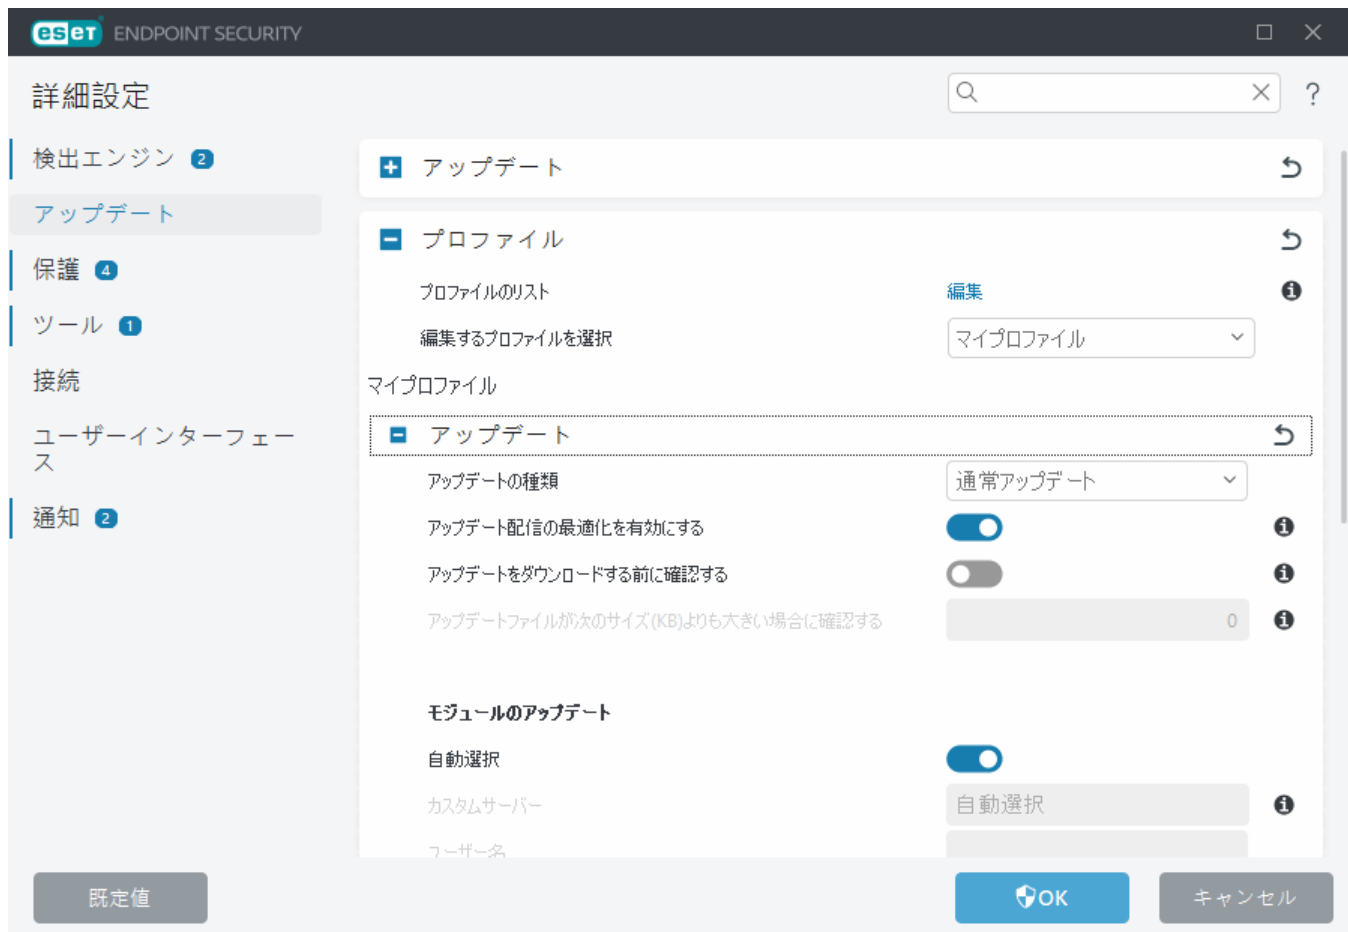 eset ENDPOINT SECURITY
詳細設定
?
検出エンジン 2
アップデート
保護 4
ツール 1
接続
ユーザーインターフェー
ス
通知 2
アップデート
プロファイル
プロファイルのリスト 編集
編集するプロファイルを選択 マイプロファイル
マイプロファイル
アップデート
アップデートの種類 通常アップデート
アップデート配信の最適化を有効にする
アップデートをダウンロードする前に確認する
アップデートファイルが次のサイズ(KB)よりも大きい場合に確認する 0
モジュールのアップデート
自動選択
カスタムサーバー 自動選択
ユーザー名
既定値
OK
キャンセル